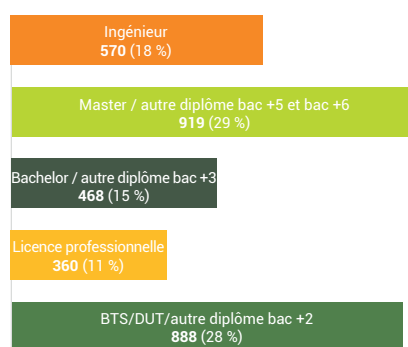 Ingénieur
570 (18 %)
Master / autre diplôme bac +5 et bac +6
919 (29 %)
Bachelor / autre diplôme bac +3
468 (15 %)
Licence professionnelle
360 (11 %)
BTS/DUT/autre diplôme bac +2
888 (28 %)